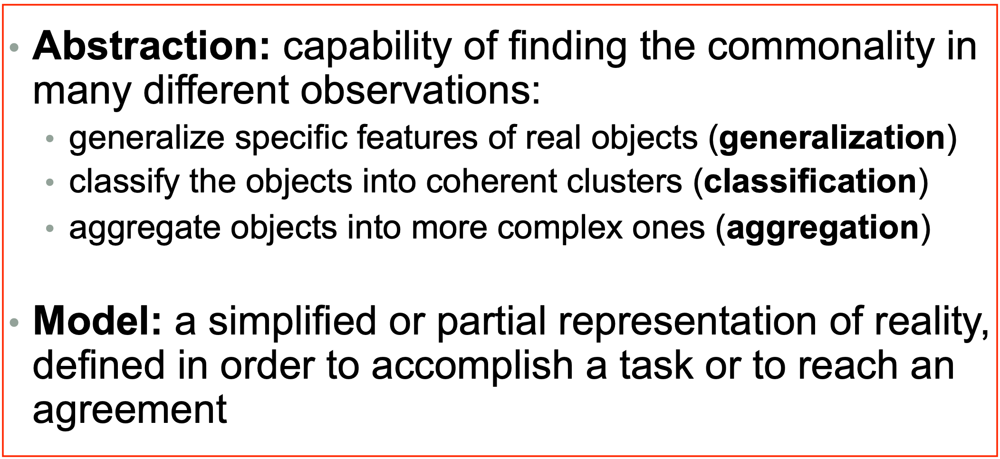 • Abstraction: capability of finding the commonality in
many different observations:
• generalize specific features of real objects (generalization)
• classify the objects into coherent clusters (classification)
• aggregate objects into more complex ones (aggregation)
• Model: a simplified or partial representation of reality,
defined in order to accomplish a task or to reach an
agreement